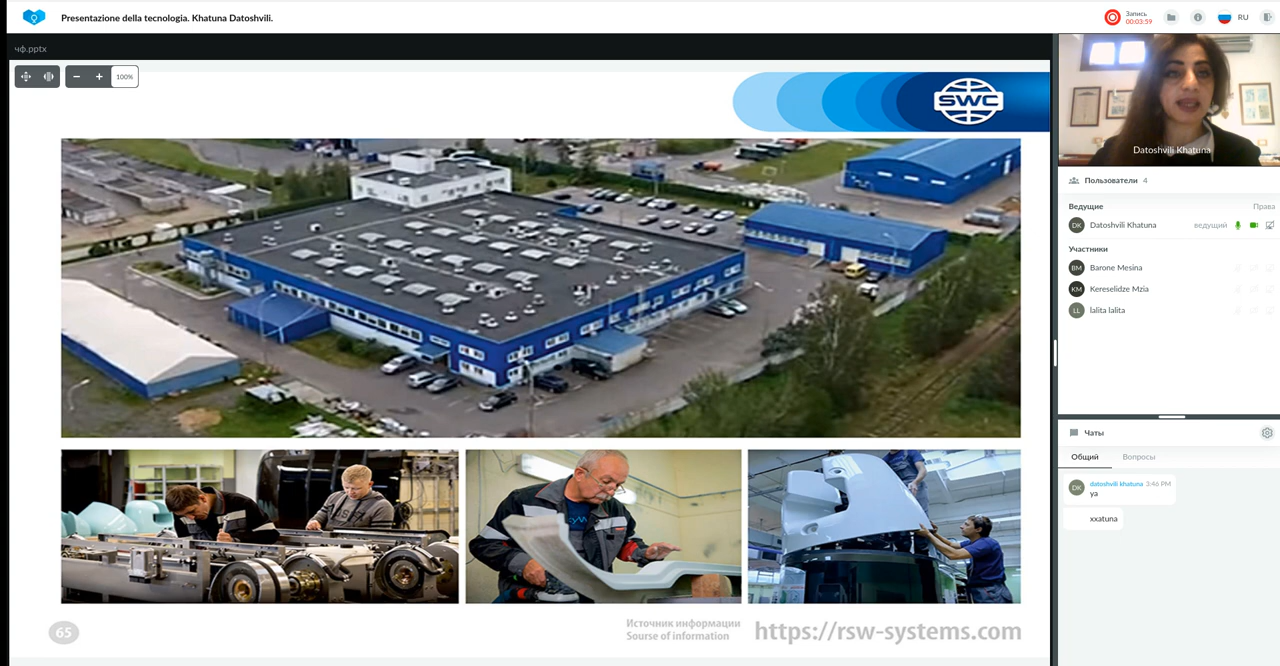 Presentazione della tecnologia. Khatuna Datoshvili.
Запись
00:03:59
RU
чф.pptx
100%
SWC
65
Источник информации
Sourse of information
https://rsw-systems.com
Datoshvili Khatuna
Пользователи 4
Ведущие Права
DK Datoshvili Khatuna ведущий
Участники
BM Barone Mesina
KM Kereselidze Mzia
LL lalita lalita
Чаты
Общий Вопросы
DK datoshvili khatuna 3:46 PM
ya
xxatuna